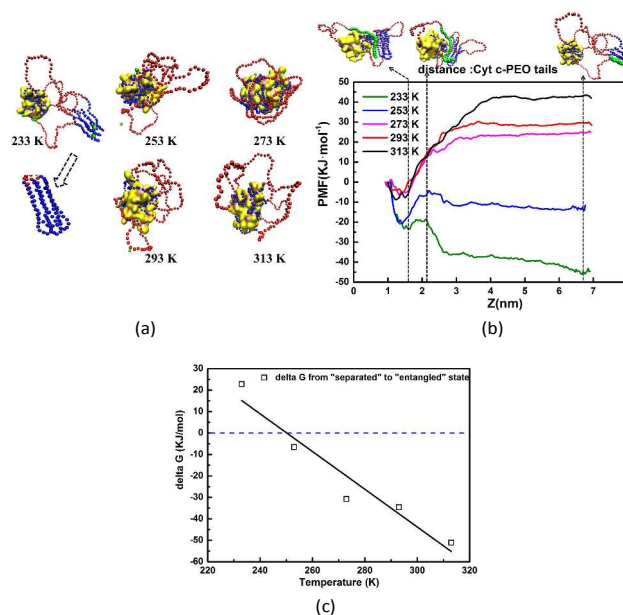 (a)
233 K
253 K
273 K
293 K
313 K
distance :Cyt c-PEO tails
50
40
30
20
10
0
-10
-20
-30
-40
-50
PMF(KJ·mol⁻¹)
233 K
253 K
273 K
293 K
313 K
0 1 2 3 4 5 6 7
Z(nm)
(a)
(b)
delta G from "separated" to "entangled" state
30
20
10
0
-10
-20
-30
-40
-50
-60
delta G (KJ/mol)
220 240 260 280 300 320
Temperature (K)
(c)